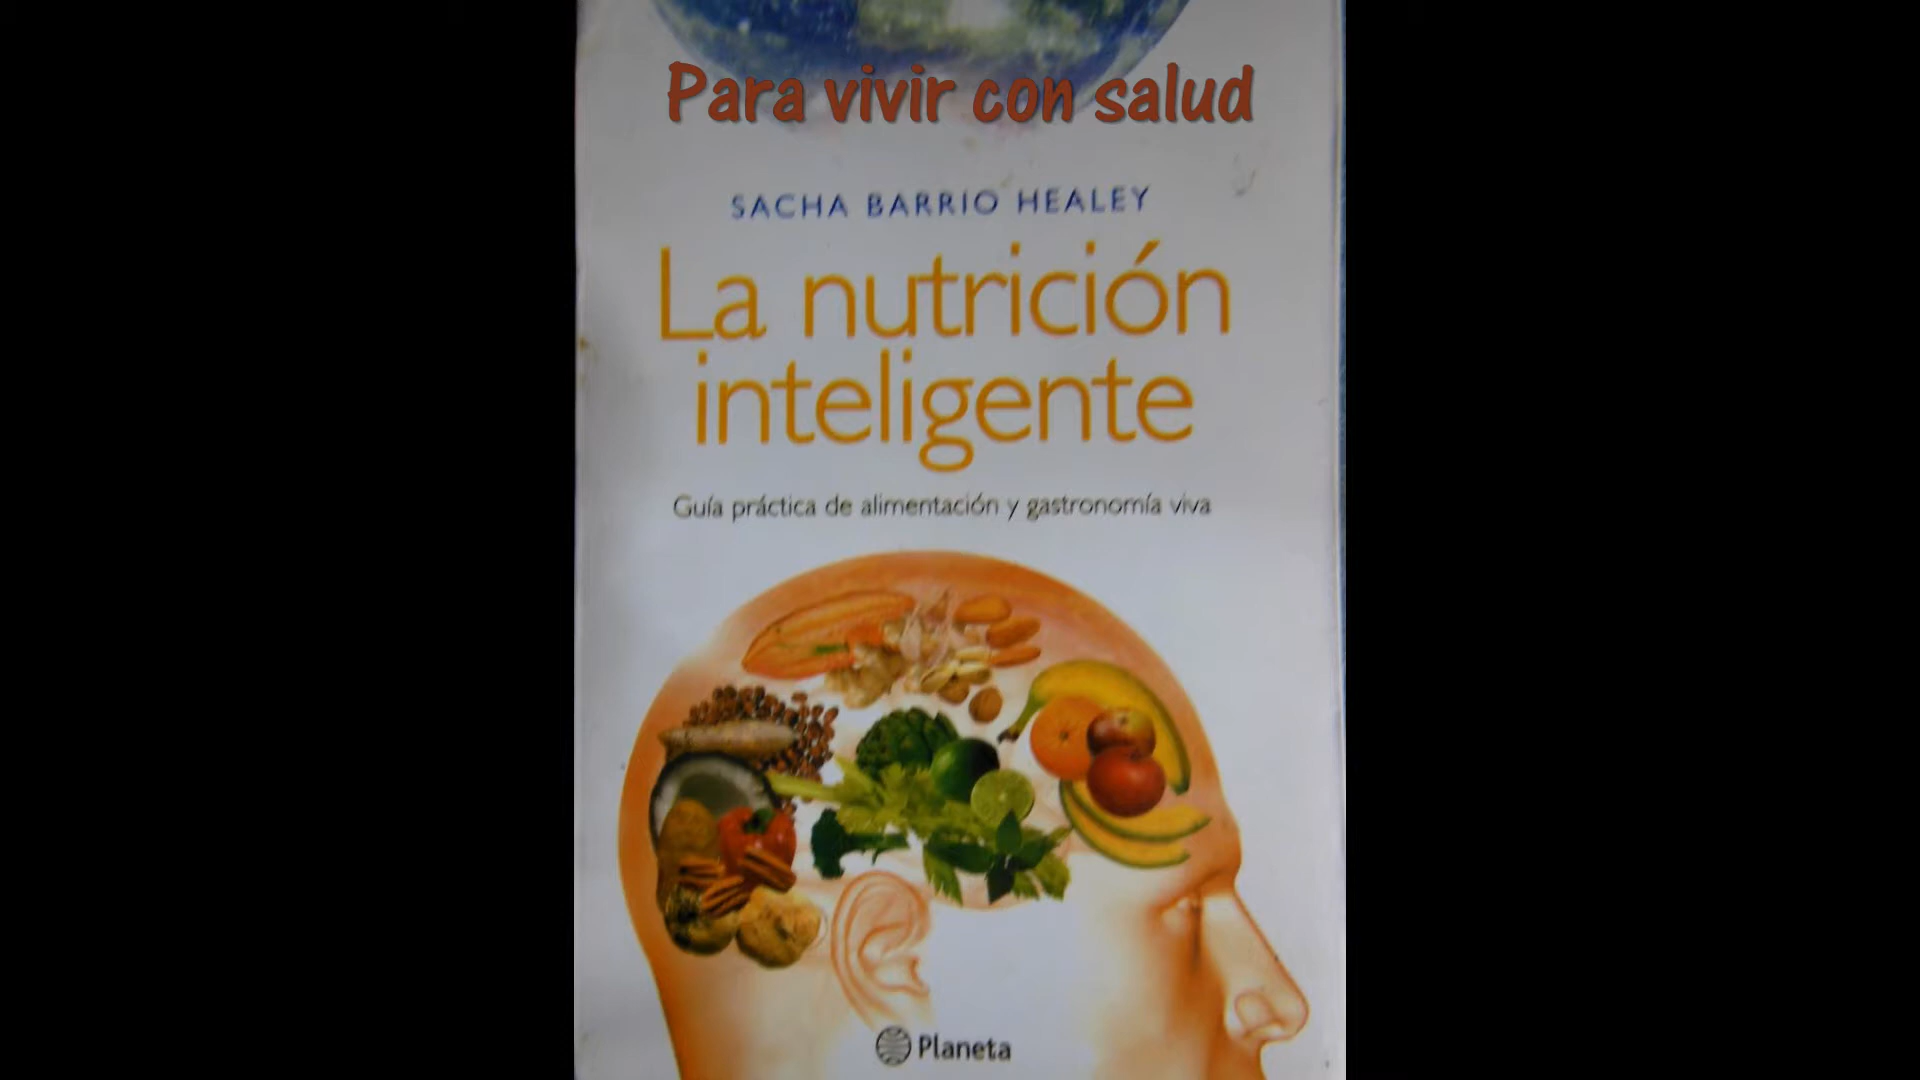 Para vivir con salud
SACHA BARRIO HEALEY
La nutrición
inteligente
Guía práctica de alimentación y gastronomía viva
Planeta